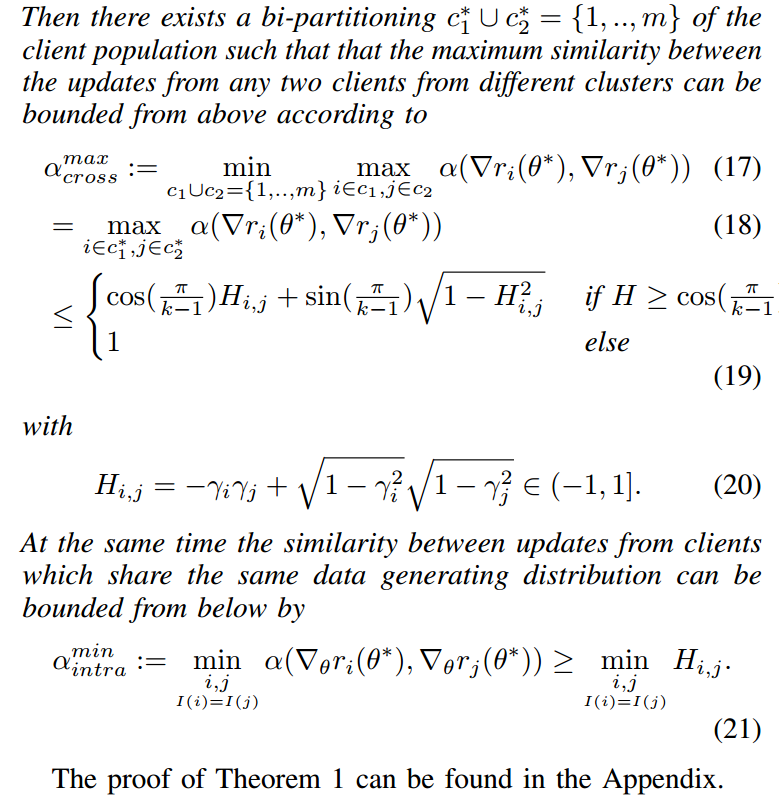 Then there exists a bi-partitioning $c_1^* \cup c_2^* = \{1, .., m\}$ of the
client population such that that the maximum similarity between
the updates from any two clients from different clusters can be
bounded from above according to
$\alpha_{cross}^{max} := \min_{c_1 \cup c_2 = \{1,..,m\}} \max_{i \in c_1, j \in c_2} \alpha(\nabla r_i(\theta^*), \nabla r_j(\theta^*))$ (17)
$= \max_{i \in c_1^*, j \in c_2^*} \alpha(\nabla r_i(\theta^*), \nabla r_j(\theta^*))$ (18)
$\leq \begin{cases} \cos(\frac{\pi}{k-1}) H_{i,j} + \sin(\frac{\pi}{k-1}) \sqrt{1 - H_{i,j}^2} & \text{if } H \geq \cos(\frac{\pi}{k-1} \\ 1 & \text{else} \end{cases}$
(19)
with
$H_{i,j} = -\gamma_i \gamma_j + \sqrt{1 - \gamma_i^2} \sqrt{1 - \gamma_j^2} \in (-1, 1].$ (20)
At the same time the similarity between updates from clients
which share the same data generating distribution can be
bounded from below by
$\alpha_{intra}^{min} := \min_{\substack{i,j \\ I(i)=I(j)}} \alpha(\nabla_\theta r_i(\theta^*), \nabla_\theta r_j(\theta^*)) \geq \min_{\substack{i,j \\ I(i)=I(j)}} H_{i,j}.$
(21)
The proof of Theorem 1 can be found in the Appendix.